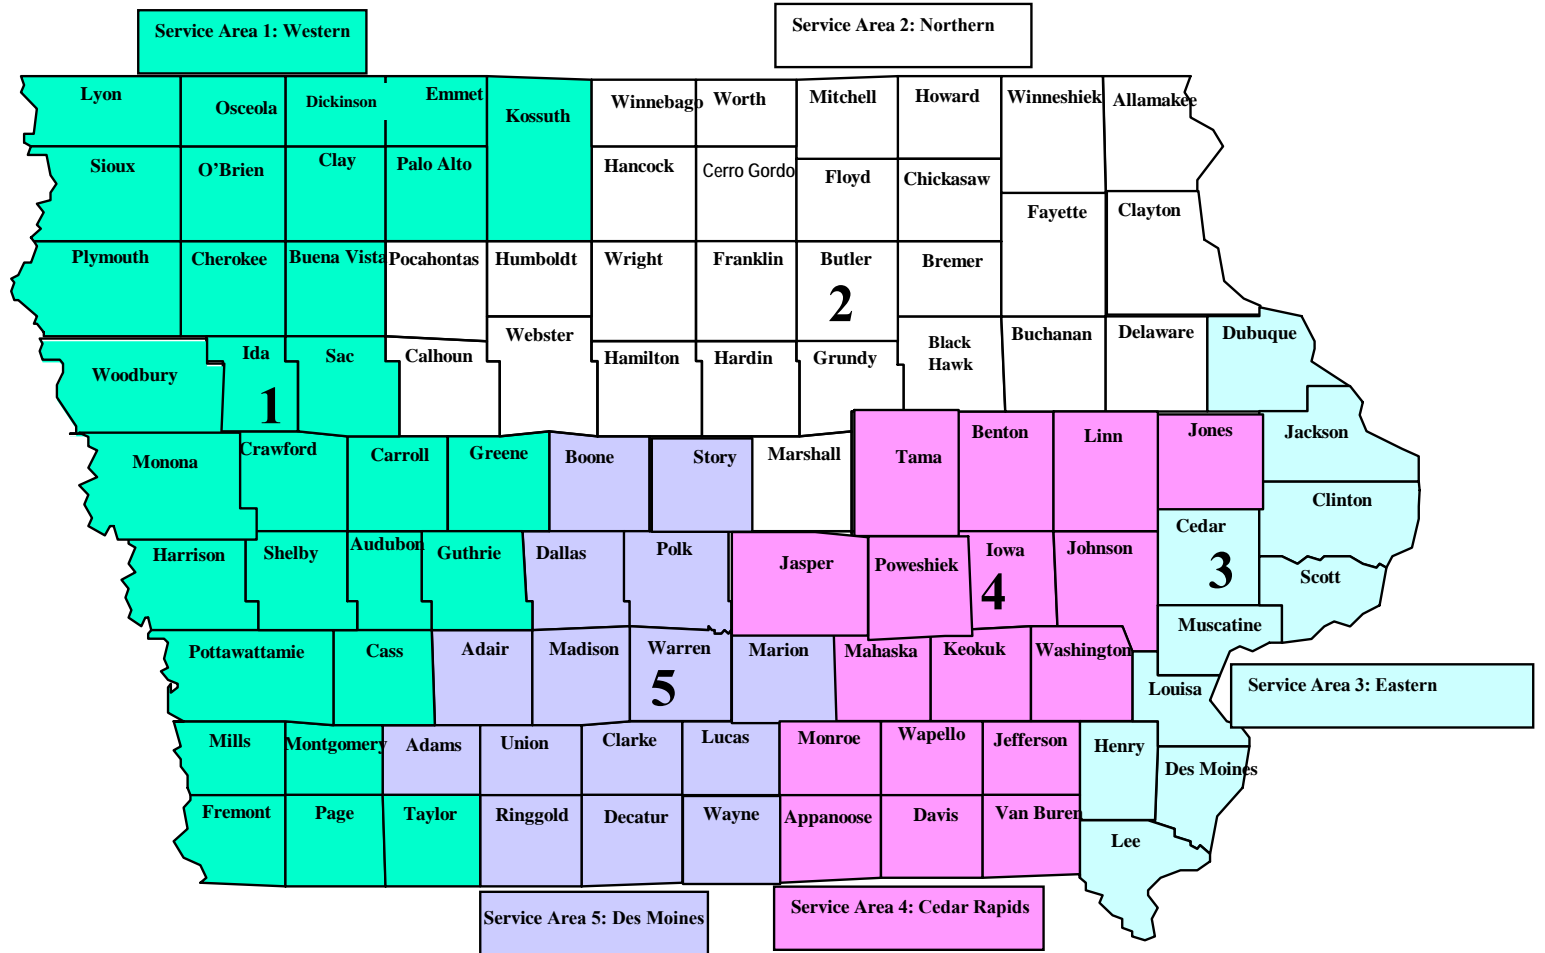 Service Area 1: Western
Service Area 2: Northern
Lyon
Osceola
Dickinson
Emmet
Kossuth
Winnebago
Worth
Mitchell
Howard
Winneshiek
Allamakee
Sioux
O’Brien
Clay
Palo Alto
Hancock
Cerro Gordo
Floyd
Chickasaw
Fayette
Clayton
Plymouth
Cherokee
Buena Vista
Pocahontas
Humboldt
Wright
Franklin
Butler
2
Bremer
Woodbury
Ida
1
Sac
Calhoun
Webster
Hamilton
Hardin
Grundy
Black
Hawk
Buchanan
Delaware
Dubuque
Monona
Crawford
Carroll
Greene
Boone
Story
Marshall
Tama
Benton
Linn
Jones
Jackson
Clinton
Harrison
Shelby
Audubon
Guthrie
Dallas
Polk
Jasper
Poweshiek
Iowa
4
Johnson
Cedar
3
Scott
Muscatine
Pottawattamie
Cass
Adair
Madison
Warren
5
Marion
Mahaska
Keokuk
Washington
Louisa
Service Area 3: Eastern
Mills
Montgomery
Adams
Union
Clarke
Lucas
Monroe
Wapello
Jefferson
Henry
Des Moines
Fremont
Page
Taylor
Ringgold
Decatur
Wayne
Appanoose
Davis
Van Buren
Lee
Service Area 5: Des Moines
Service Area 4: Cedar Rapids